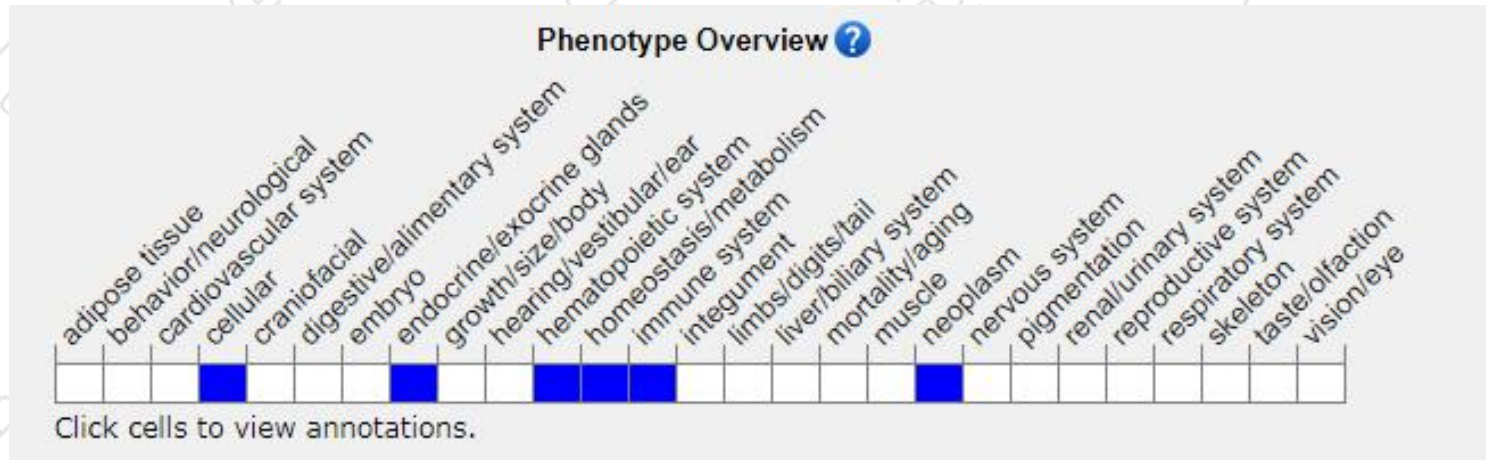 Phenotype Overview ?
adipose tissue
behavior/neurological
cardiovascular system
cellular
craniofacial
digestive/alimentary system
embryo
endocrine/exocrine glands
growth/size/body
hearing/vestibular/ear
hematopoietic system
homeostasis/metabolism
immune system
integument
limbs/digits/tail
liver/biliary system
mortality/aging
muscle
neoplasm
nervous system
pigmentation
renal/urinary system
reproductive system
respiratory system
skeleton
taste/olfaction
vision/eye
Click cells to view annotations.